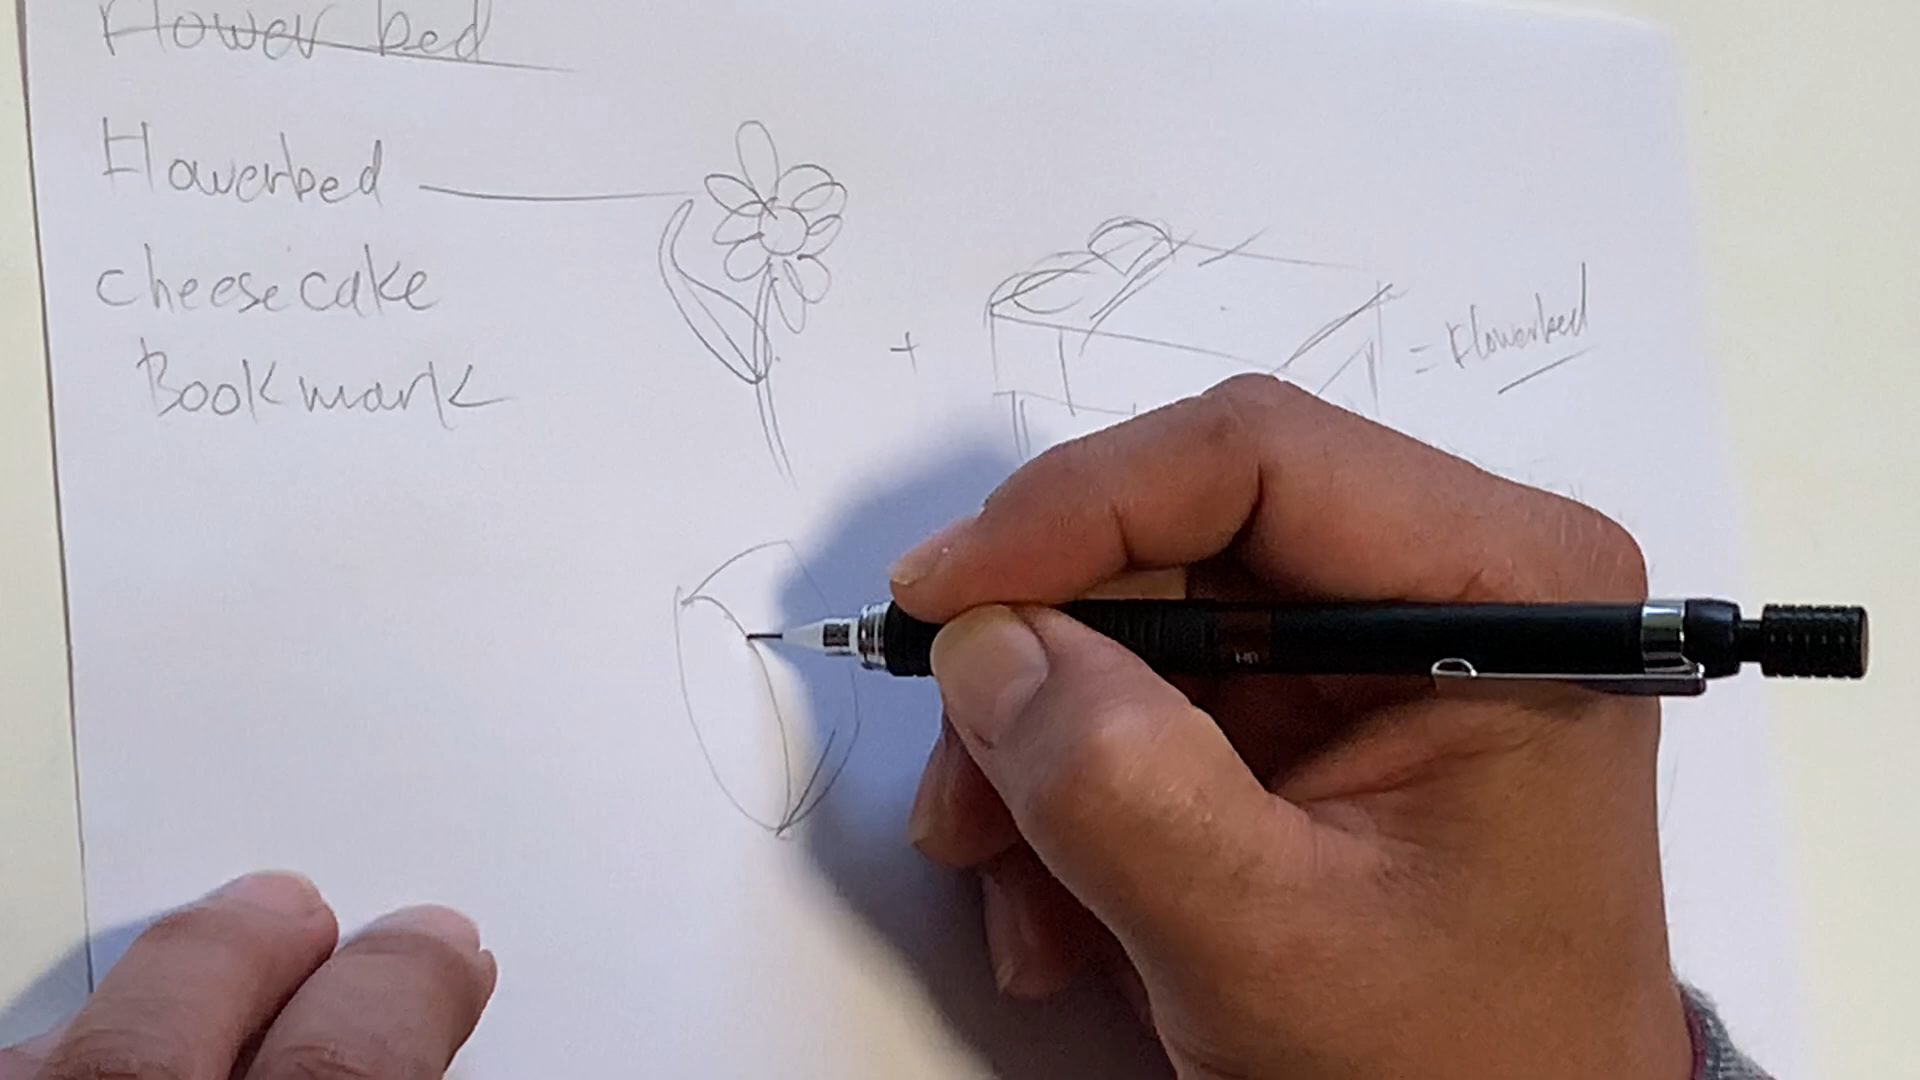 Flower bed
Flowerbed
cheesecake
Bookmark
+
= Flowerbed
HB